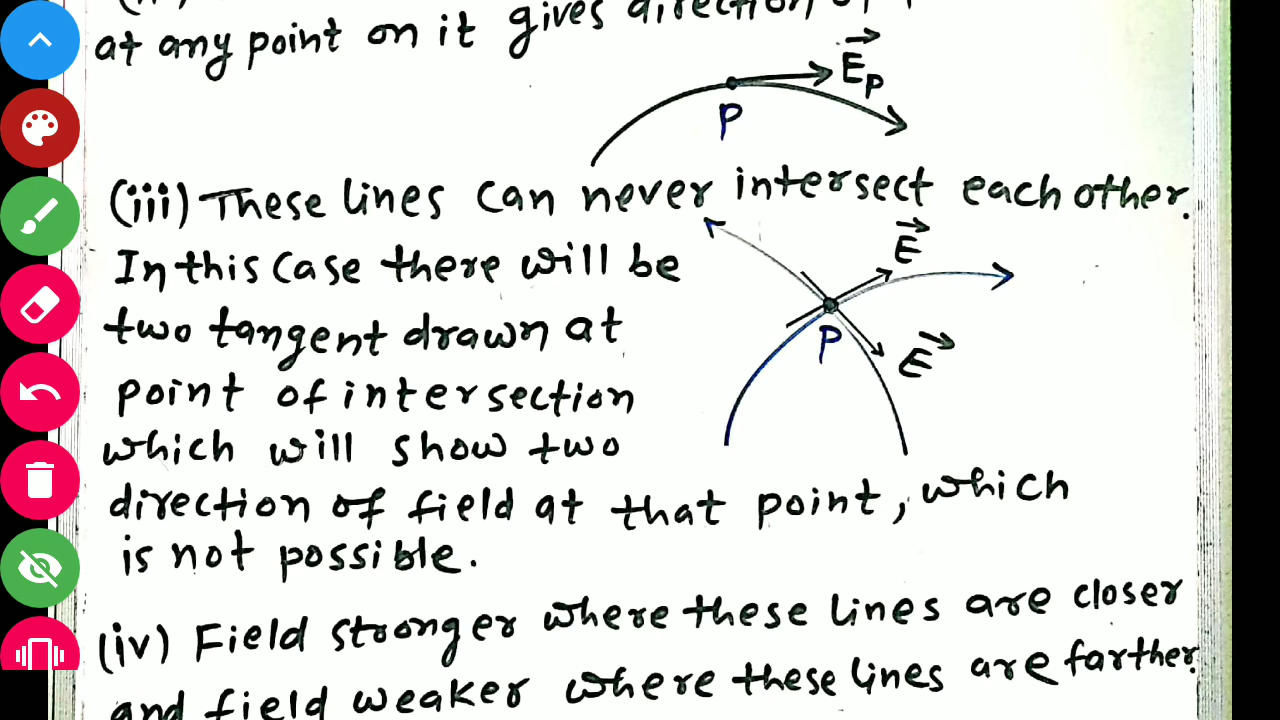 at any point on it gives direction of
E⃗p
P
(iii) These lines can never intersect each other.
In this case there will be
two tangent drawn at
point of intersection
which will show two
direction of field at that point, which
is not possible.
E⃗
P
E⃗
(iv) Field stronger where these lines are closer
and field weaker where these lines are farther.